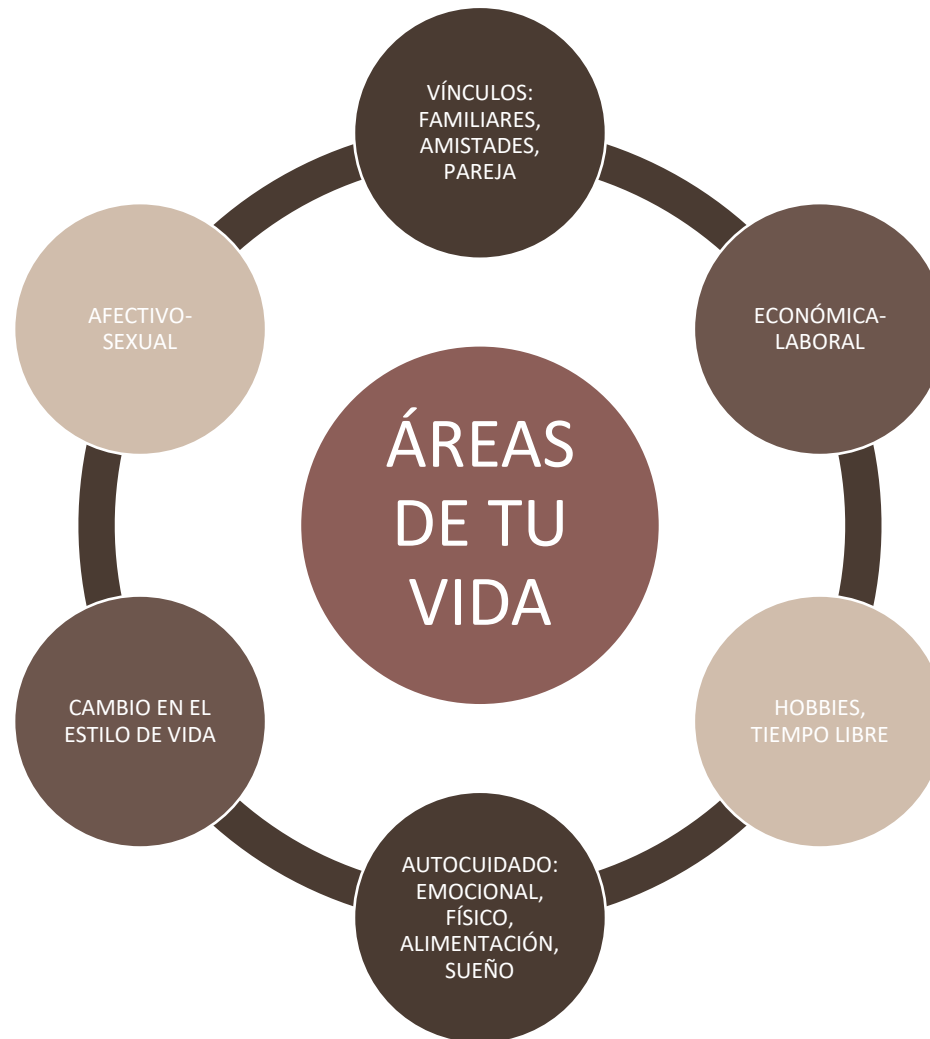 VÍNCULOS:
FAMILIARES,
AMISTADES,
PAREJA
ECONÓMICA-
LABORAL
HOBBIES,
TIEMPO LIBRE
AUTOCUIDADO:
EMOCIONAL,
FÍSICO,
ALIMENTACIÓN,
SUEÑO
CAMBIO EN EL
ESTILO DE VIDA
AFECTIVO-
SEXUAL
ÁREAS
DE TU
VIDA